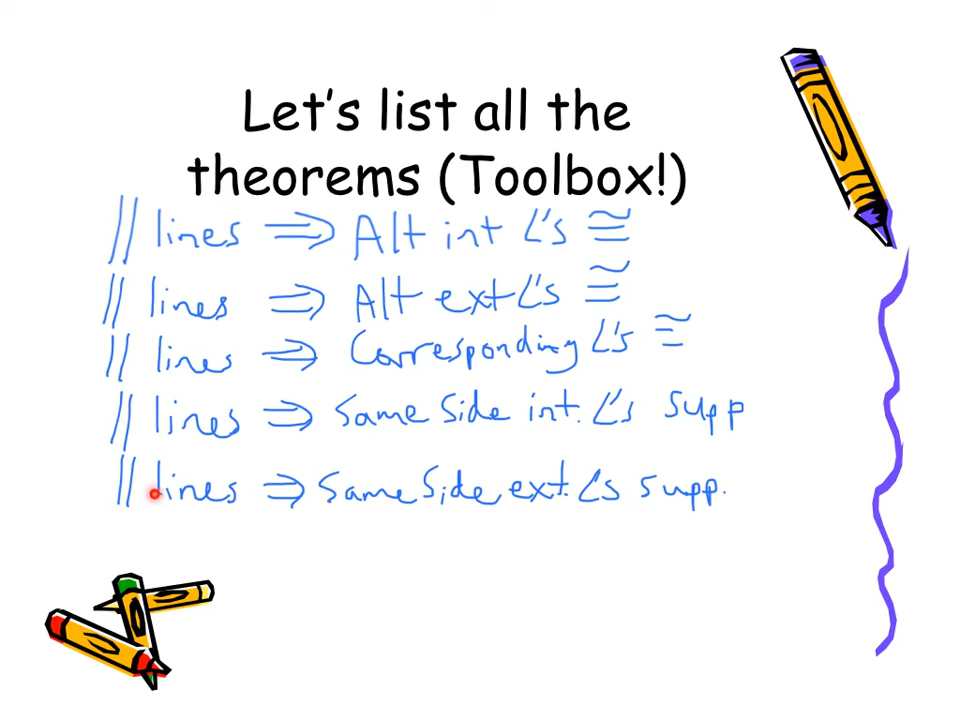 Let's list all the
theorems (Toolbox!)
// lines ⇒ Alt int ∠'s ≅
// lines ⇒ Alt ext ∠'s ≅
// lines ⇒ Corresponding ∠'s ≅
// lines ⇒ Same Side int. ∠'s supp
// lines ⇒ Same Side ext. ∠'s supp.